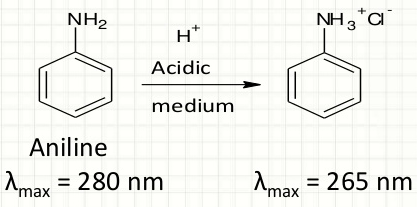 NH₂
H⁺
Acidic
medium
NH₃⁺Cl⁻
Aniline
λmax = 280 nm
λmax = 265 nm